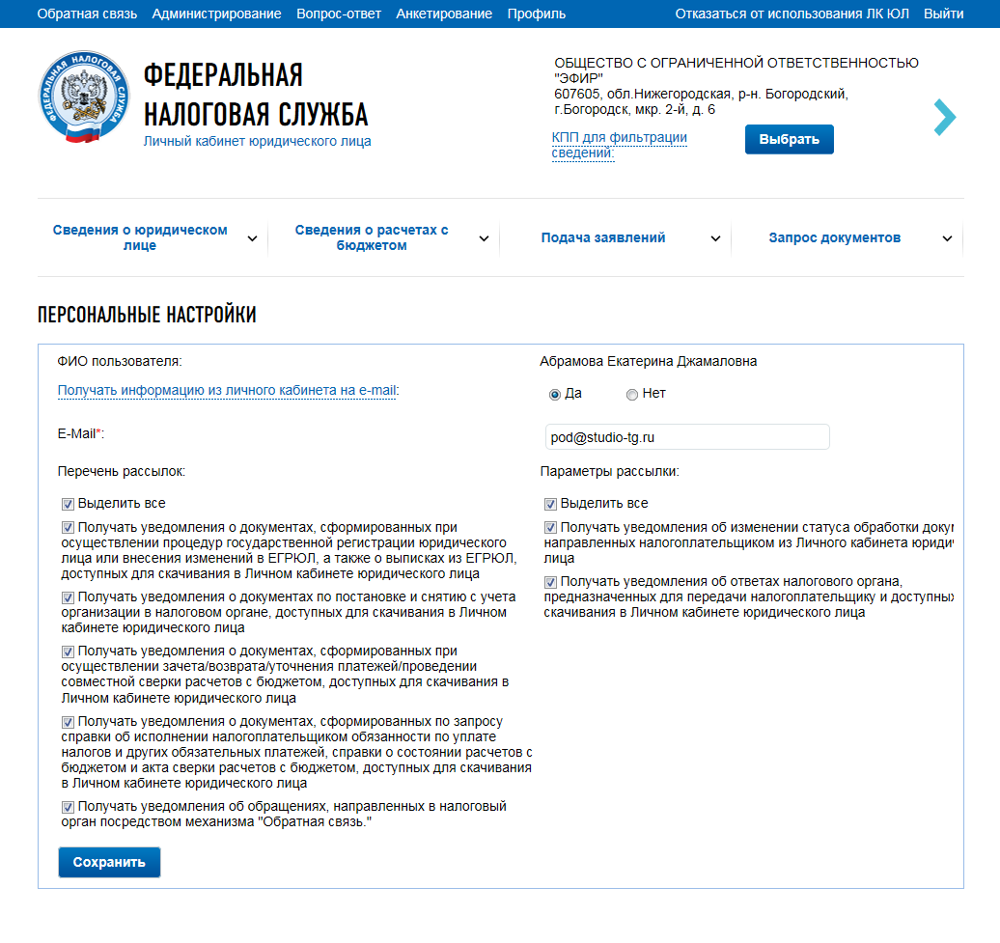 Обратная связь Администрирование Вопрос-ответ Анкетирование Профиль Отказаться от использования ЛК ЮЛ Выйти
ФЕДЕРАЛЬНАЯ НАЛОГОВАЯ СЛУЖБА
ФЕДЕРАЛЬНАЯ
НАЛОГОВАЯ СЛУЖБА
Личный кабинет юридического лица
ОБЩЕСТВО С ОГРАНИЧЕННОЙ ОТВЕТСТВЕННОСТЬЮ
"ЭФИР"
607605, обл.Нижегородская, р-н. Богородский,
г.Богородск, мкр. 2-й, д. 6
КПП для фильтрации
сведений:
Выбрать
Сведения о юридическом
лице
Сведения о расчетах с
бюджетом
Подача заявлений
Запрос документов
ПЕРСОНАЛЬНЫЕ НАСТРОЙКИ
ФИО пользователя: Абрамова Екатерина Джамаловна
Получать информацию из личного кабинета на e-mail: Да Нет
E-Mail*: pod@studio-tg.ru
Перечень рассылок:
Выделить все
Получать уведомления о документах, сформированных при
осуществлении процедур государственной регистрации юридического
лица или внесения изменений в ЕГРЮЛ, а также о выписках из ЕГРЮЛ,
доступных для скачивания в Личном кабинете юридического лица
Получать уведомления о документах по постановке и снятию с учета
организации в налоговом органе, доступных для скачивания в Личном
кабинете юридического лица
Получать уведомления о документах, сформированных при
осуществлении зачета/возврата/уточнения платежей/проведении
совместной сверки расчетов с бюджетом, доступных для скачивания в
Личном кабинете юридического лица
Получать уведомления о документах, сформированных по запросу
справки об исполнении налогоплательщиком обязанности по уплате
налогов и других обязательных платежей, справки о состоянии расчетов с
бюджетом и акта сверки расчетов с бюджетом, доступных для скачивания
в Личном кабинете юридического лица
Получать уведомления об обращениях, направленных в налоговый
орган посредством механизма "Обратная связь."
Параметры рассылки:
Выделить все
Получать уведомления об изменении статуса обработки доку
направленных налогоплательщиком из Личного кабинета юриди
лица
Получать уведомления об ответах налогового органа,
предназначенных для передачи налогоплательщику и доступны
скачивания в Личном кабинете юридического лица
Сохранить